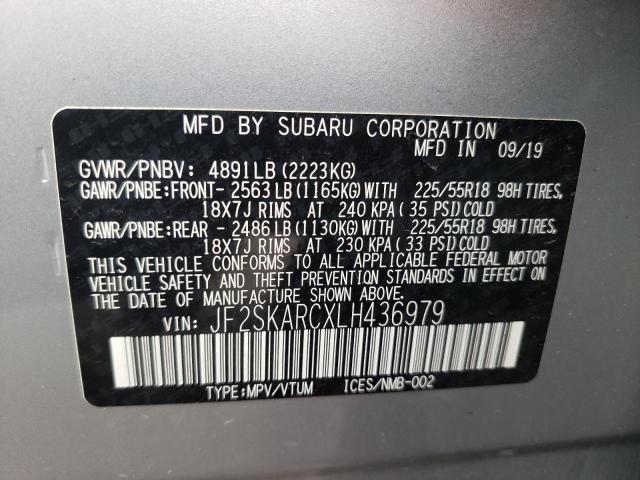 MFD BY SUBARU CORPORATION
MFD IN 09/19
GVWR/PNBV: 4891LB (2223KG)
GAWR/PNBE:FRONT- 2563 LB (1165KG) WITH 225/55R18 98H TIRES,
18X7J RIMS AT 240 KPA ( 35 PSI) COLD
GAWR/PNBE:REAR - 2486 LB (1130KG) WITH 225/55R18 98H TIRES,
18X7J RIMS AT 230 KPA ( 33 PSI) COLD
THIS VEHICLE CONFORMS TO ALL APPLICABLE FEDERAL MOTOR
VEHICLE SAFETY AND THEFT PREVENTION STANDARDS IN EFFECT ON
THE DATE OF MANUFACTURE SHOWN ABOVE.
VIN: JF2SKARCXLH436979
TYPE:MPV/VTUM ICES/NMB-002